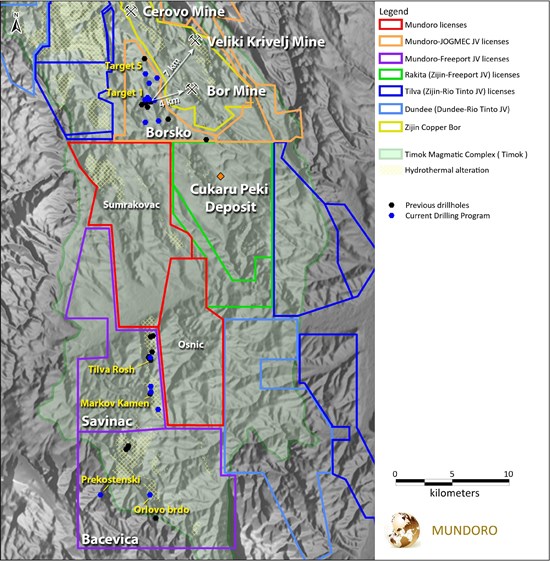 N
Cerovo Mine
Veliki Krivelj Mine
Target 5
7 km
Target 1
Bor Mine
4 km
Borsko
Cukaru Peki
Deposit
Sumrakovac
Osnic
Tilva Rosh
Markov Kamen
Savinac
Prekostenski
Orlovo brdo
Bacevica
Legend
Mundoro licenses
Mundoro-JOGMEC JV licenses
Mundoro-Freeport JV licenses
Rakita (Zijin-Freeport JV) licenses
Tilva (Zijin-Rio Tinto JV) licenses
Dundee (Dundee-Rio Tinto JV)
Zijin Copper Bor
Timok Magmatic Complex ( Timok )
Hydrothermal alteration
Previous drillholes
Current Drilling Program
0 5 10
kilometers
MUNDORO